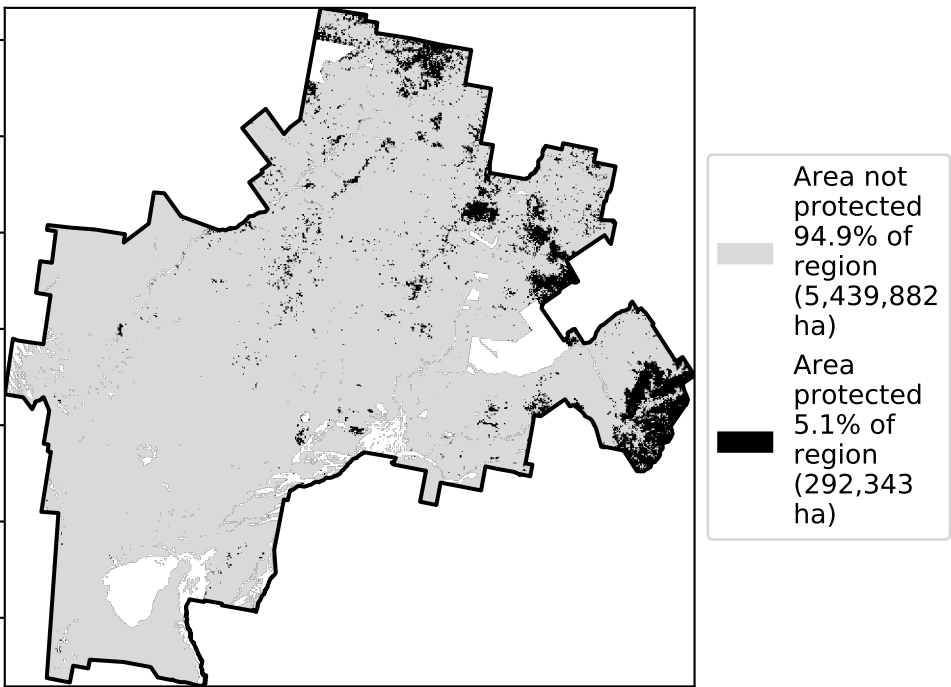 Area not
protected
94.9% of
region
(5,439,882
ha)
Area
protected
5.1% of
region
(292,343
ha)